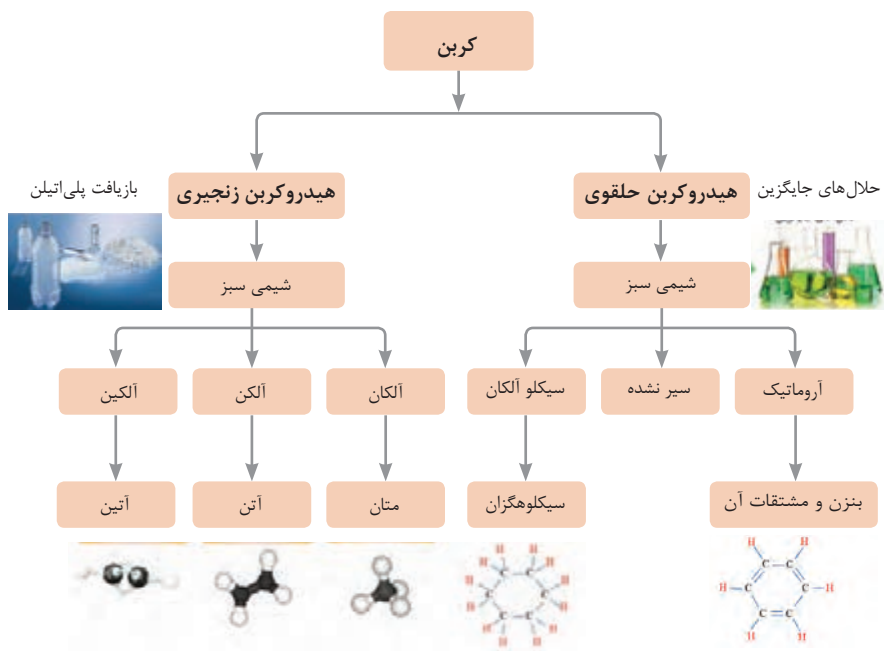 کربن
هیدروکربن حلقوی
هیدروکربن زنجیری
حلال‌های جایگزین
بازیافت پلی‌اتیلن
شیمی سبز
شیمی سبز
آروماتیک
سیر نشده
سیکلو آلکان
آلکان
آلکن
آلکین
بنزن و مشتقات آن
سیکلوهگزان
متان
آتن
آتین
H H
C
C C
H C C H
C C
H H